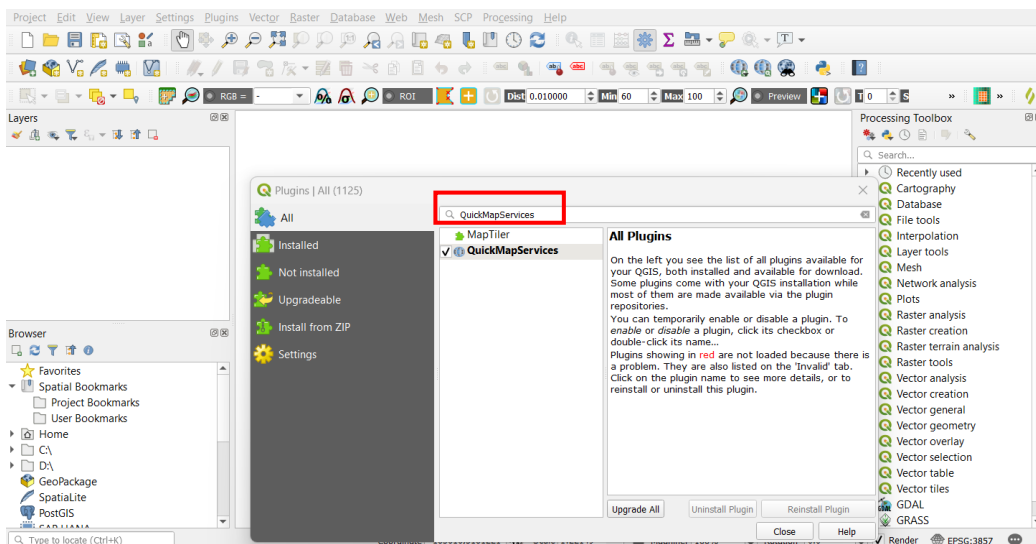 Project Edit View Layer Settings Plugins Vector Raster Database Web Mesh SCP Processing Help
RGB = - ROI Dist 0.010000 Min 60 Max 100 Preview T 0 S » »
Layers
Processing Toolbox
Search...
Recently used
Cartography
Database
File tools
Interpolation
Layer tools
Mesh
Network analysis
Plots
Raster analysis
Raster creation
Raster terrain analysis
Raster tools
Vector analysis
Vector creation
Vector general
Vector geometry
Vector overlay
Vector selection
Vector table
Vector tiles
GDAL
GRASS
Plugins | All (1125)
All
Installed
Not installed
Upgradeable
Install from ZIP
Settings
QuickMapServices
MapTiler
QuickMapServices
All Plugins
On the left you see the list of all plugins available for
your QGIS, both installed and available for download.
Some plugins come with your QGIS installation while
most of them are made available via the plugin
repositories.
You can temporarily enable or disable a plugin. To
enable or disable a plugin, click its checkbox or
double-click its name...
Plugins showing in red are not loaded because there is
a problem. They are also listed on the 'Invalid' tab.
Click on the plugin name to see more details, or to
reinstall or uninstall this plugin.
Upgrade All Uninstall Plugin Reinstall Plugin
Close Help
Browser
Favorites
Spatial Bookmarks
Project Bookmarks
User Bookmarks
Home
C:\
D:\
GeoPackage
SpatiaLite
PostGIS
SAP HANA
Type to locate (Ctrl+K)
Render EPSG:3857